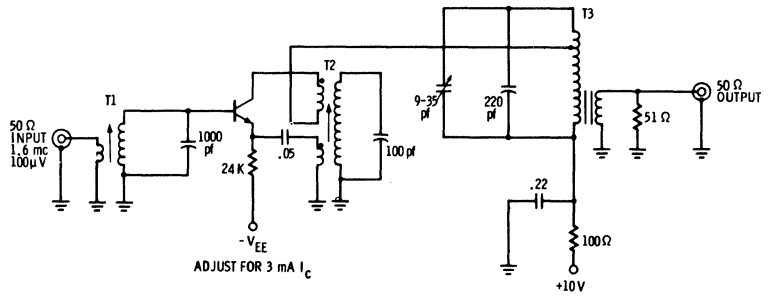 T3
T2
T1
50 Ω
INPUT
1.6 mc
100μV
1000
pf
.05
24 K
100 pf
9-35
pf
220
pf
50 Ω
OUTPUT
51 Ω
.22
100Ω
+10 V
- VEE
ADJUST FOR 3 mA Ic